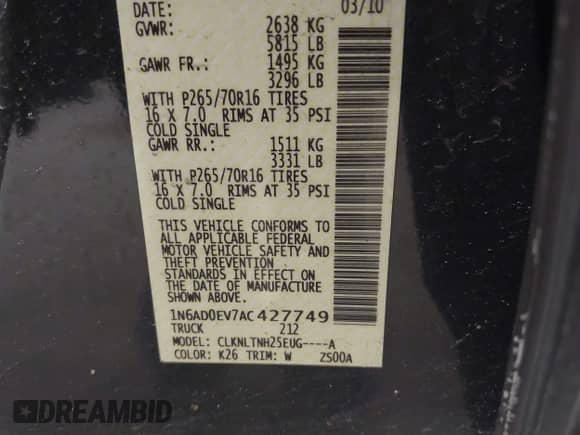 DATE: 03/10
GVWR: 2638 KG
5815 LB
GAWR FR.: 1495 KG
3296 LB
WITH P265/70R16 TIRES
16 X 7.0 RIMS AT 35 PSI
COLD SINGLE
GAWR RR.: 1511 KG
3331 LB
WITH P265/70R16 TIRES
16 X 7.0 RIMS AT 35 PSI
COLD SINGLE
THIS VEHICLE CONFORMS TO
ALL APPLICABLE FEDERAL
MOTOR VEHICLE SAFETY AND
THEFT PREVENTION
STANDARDS IN EFFECT ON
THE DATE OF MANUFACTURE
SHOWN ABOVE.
1N6AD0EV7AC427749
TRUCK 212
MODEL: CLKNLTNH25EUG----A
COLOR: K26 TRIM: W ZS00A
DREAMBID